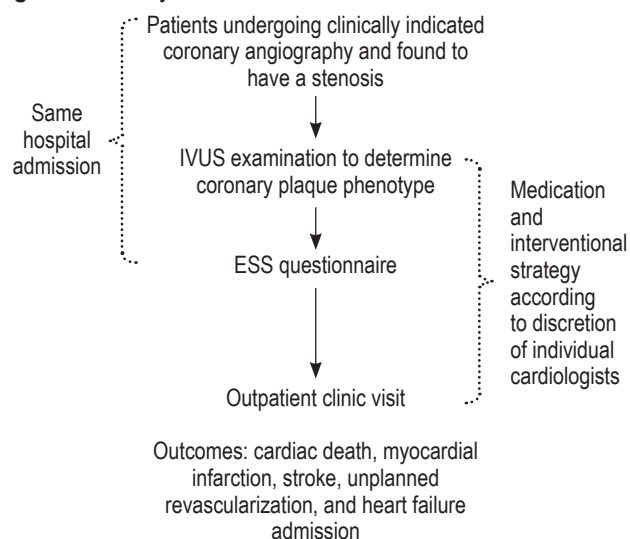 Patients undergoing clinically indicated
coronary angiography and found to
have a stenosis
Same
hospital
admission
IVUS examination to determine
coronary plaque phenotype
Medication
and
interventional
strategy
according
to discretion
of individual
cardiologists
ESS questionnaire
Outpatient clinic visit
Outcomes: cardiac death, myocardial
infarction, stroke, unplanned
revascularization, and heart failure
admission